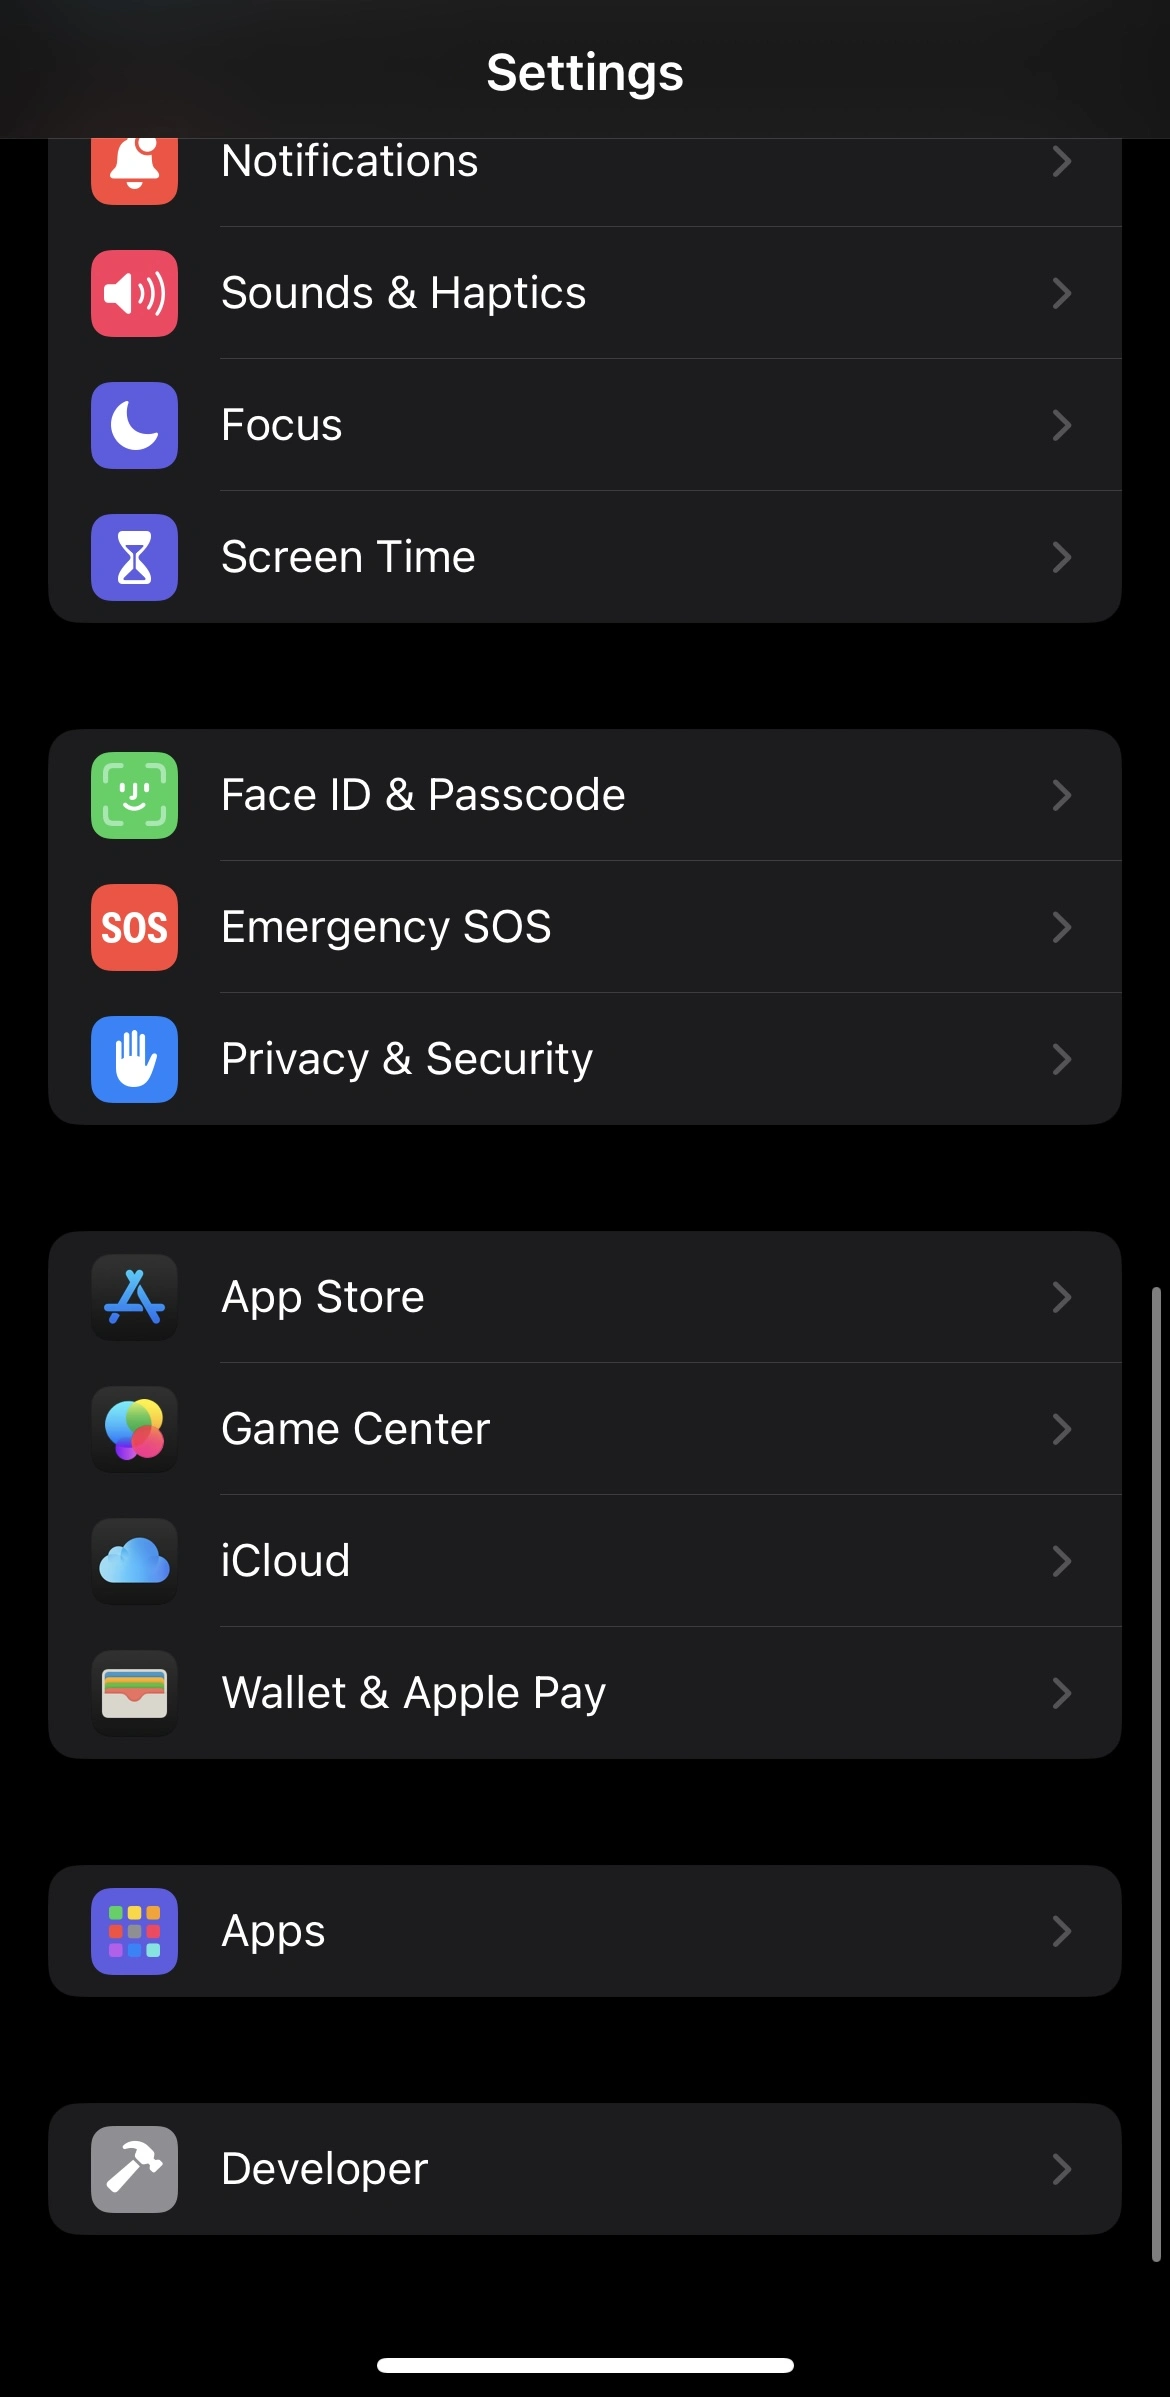 Settings
Notifications
Sounds & Haptics
Focus
Screen Time
Face ID & Passcode
SOS
Emergency SOS
Privacy & Security
App Store
Game Center
iCloud
Wallet & Apple Pay
Apps
Developer